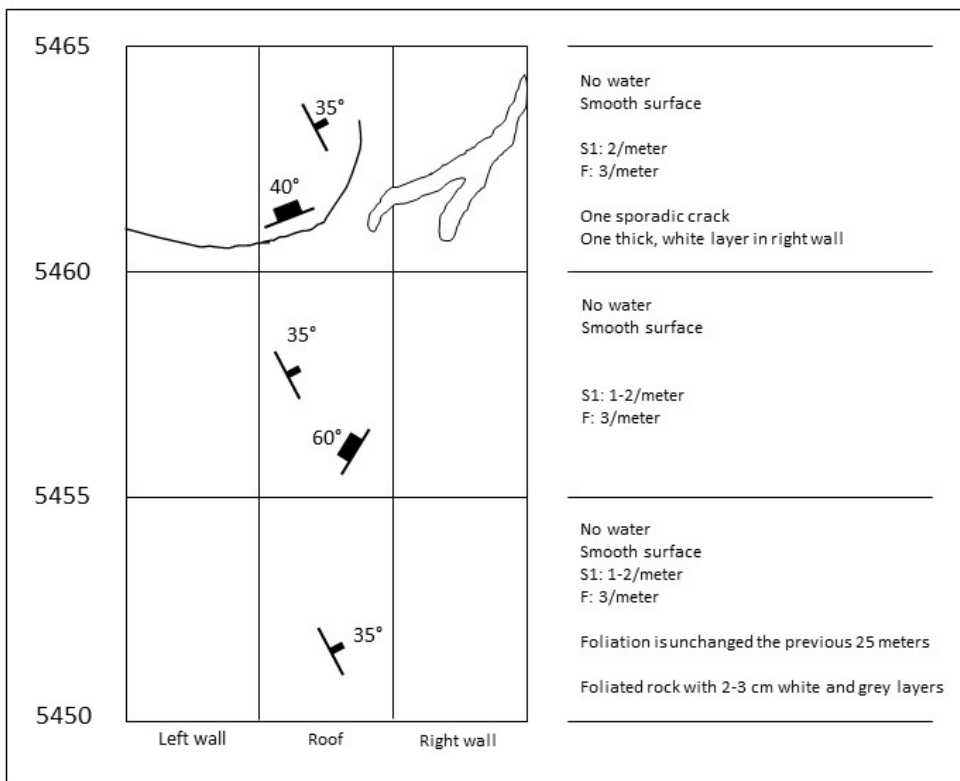 5465
35°
40°
No water
Smooth surface
S1: 2/meter
F: 3/meter
One sporadic crack
One thick, white layer in right wall
5460
35°
60°
No water
Smooth surface
S1: 1-2/meter
F: 3/meter
5455
35°
No water
Smooth surface
S1: 1-2/meter
F: 3/meter
Foliation is unchanged the previous 25 meters
Foliated rock with 2-3 cm white and grey layers
5450
Left wall
Roof
Right wall